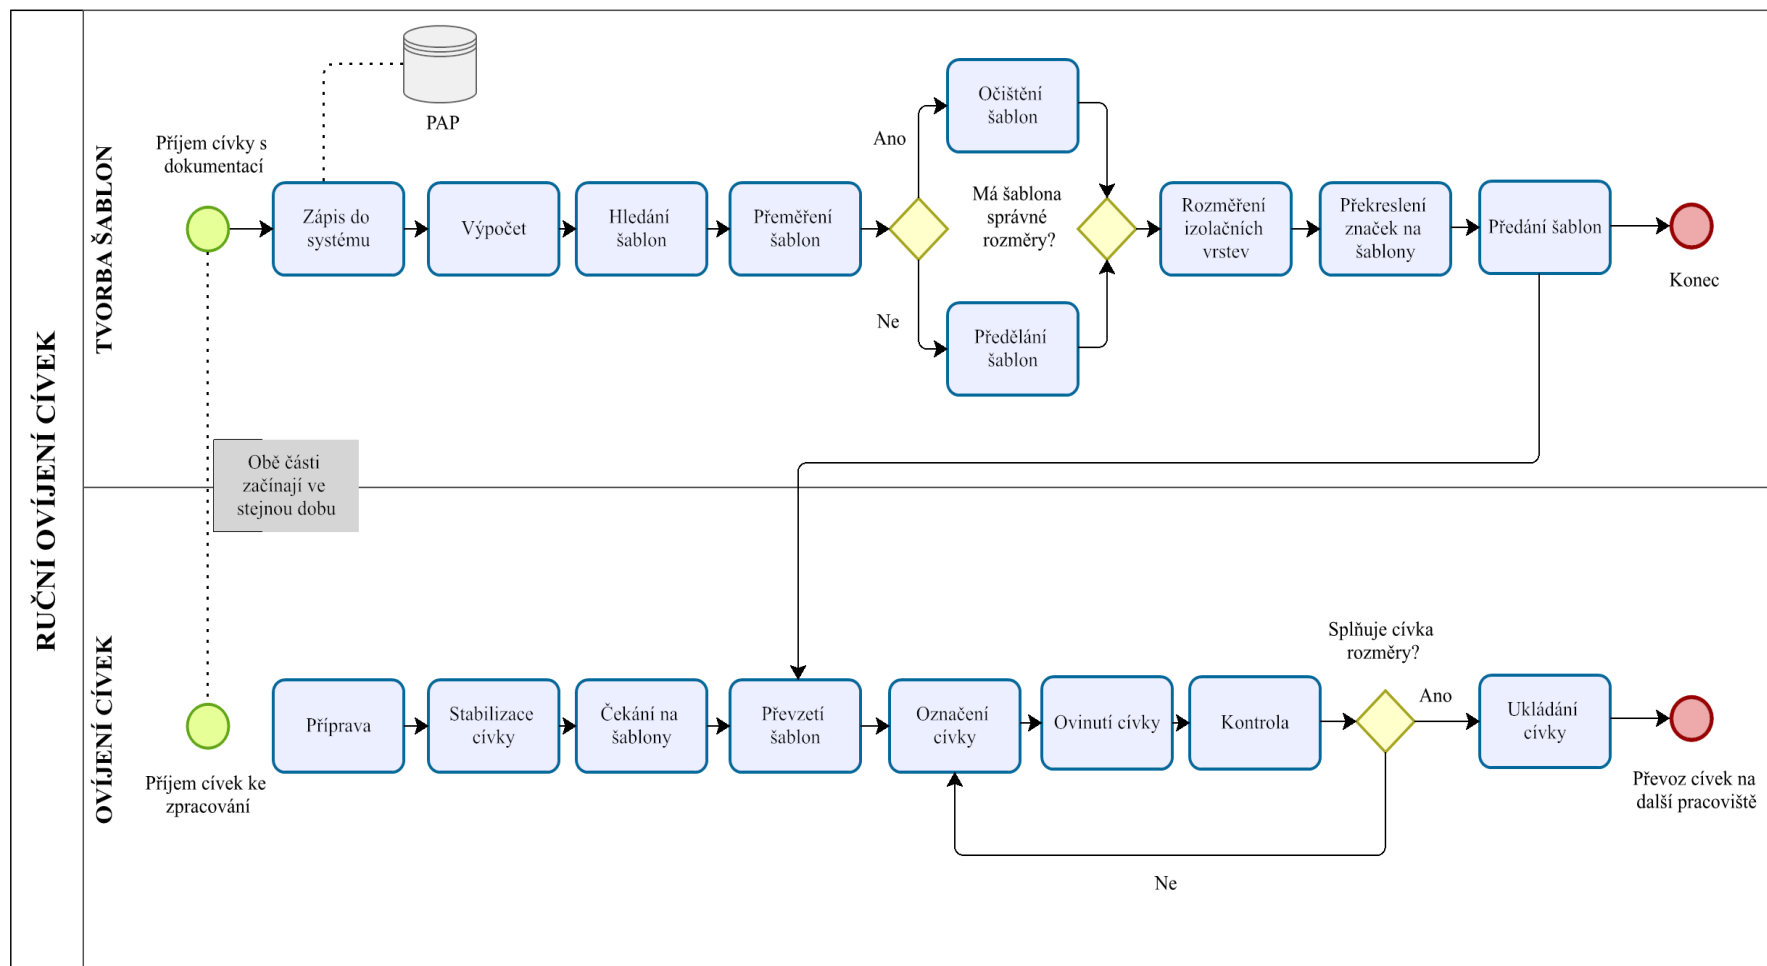 RUČNÍ OVÍJENÍ CÍVEK
TVORBA ŠABLON
PAP
Příjem cívky s
dokumentací
Zápis do
systému
Výpočet
Hledání
šablon
Přeměření
šablon
Ano
Ne
Očištění
šablon
Má šablona
správné
rozměry?
Předělání
šablon
Rozměření
izolačních
vrstev
Překreslení
značek na
šablony
Předání šablon
Konec
Obě části
začínají ve
stejnou dobu
OVÍJENÍ CÍVEK
Příjem cívek ke
zpracování
Příprava
Stabilizace
cívky
Čekání na
šablony
Převzetí
šablon
Označení
cívky
Ovinutí cívky
Kontrola
Splňuje cívka
rozměry?
Ano
Ne
Ukládání
cívky
Převoz cívek na
další pracoviště